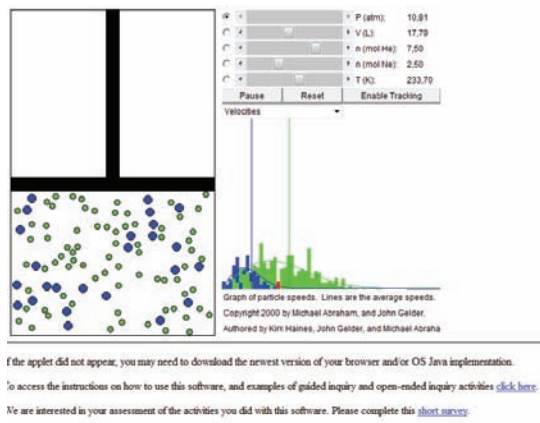 P (atm): 10,81
V (L): 17,79
n (mol He): 7,50
n (mol Ne): 2,50
T (K): 233,70
Pause Reset Enable Tracking
Velocities
Graph of particle speeds. Lines are the average speeds.
Copyright 2000 by Michael Abraham, and John Gelder.
Authored by Kirk Haines, John Gelder, and Michael Abraha
f the applet did not appear, you may need to download the newest version of your browser and/or OS Java implementation.
o access the instructions on how to use this software, and examples of guided inquiry and open-ended inquiry activities click here.
We are interested in your assessment of the activities you did with this software. Please complete this short survey.